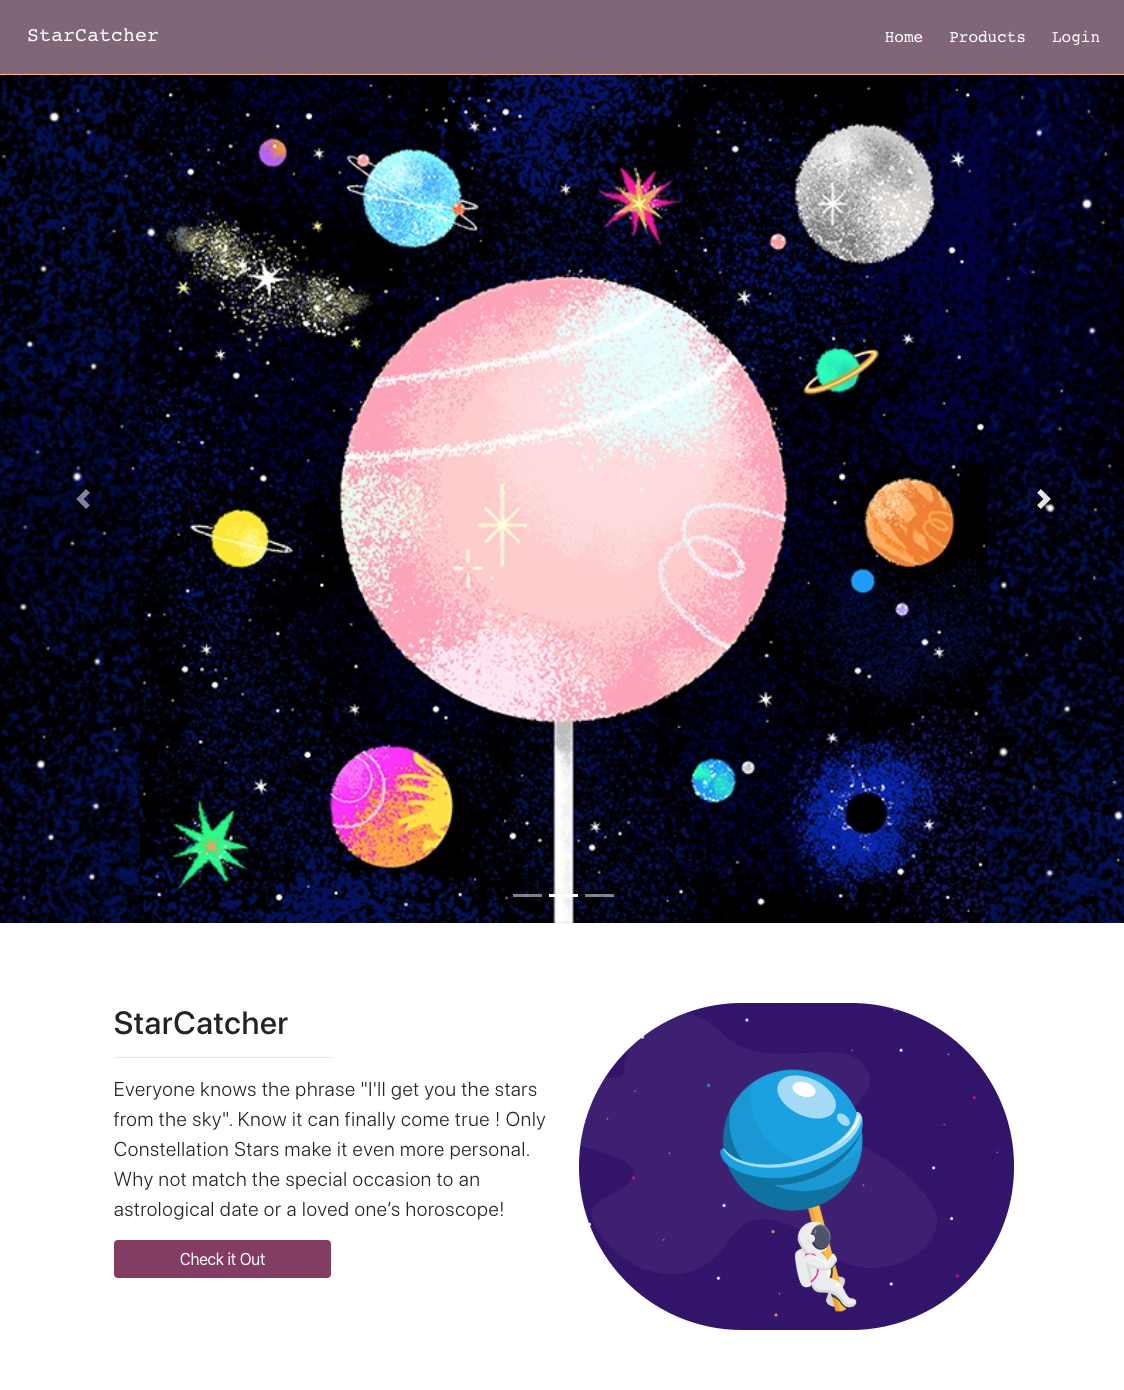 StarCatcher
Home Products Login
StarCatcher
Everyone knows the phrase "I'll get you the stars
from the sky". Know it can finally come true ! Only
Constellation Stars make it even more personal.
Why not match the special occasion to an
astrological date or a loved one’s horoscope!
Check it Out